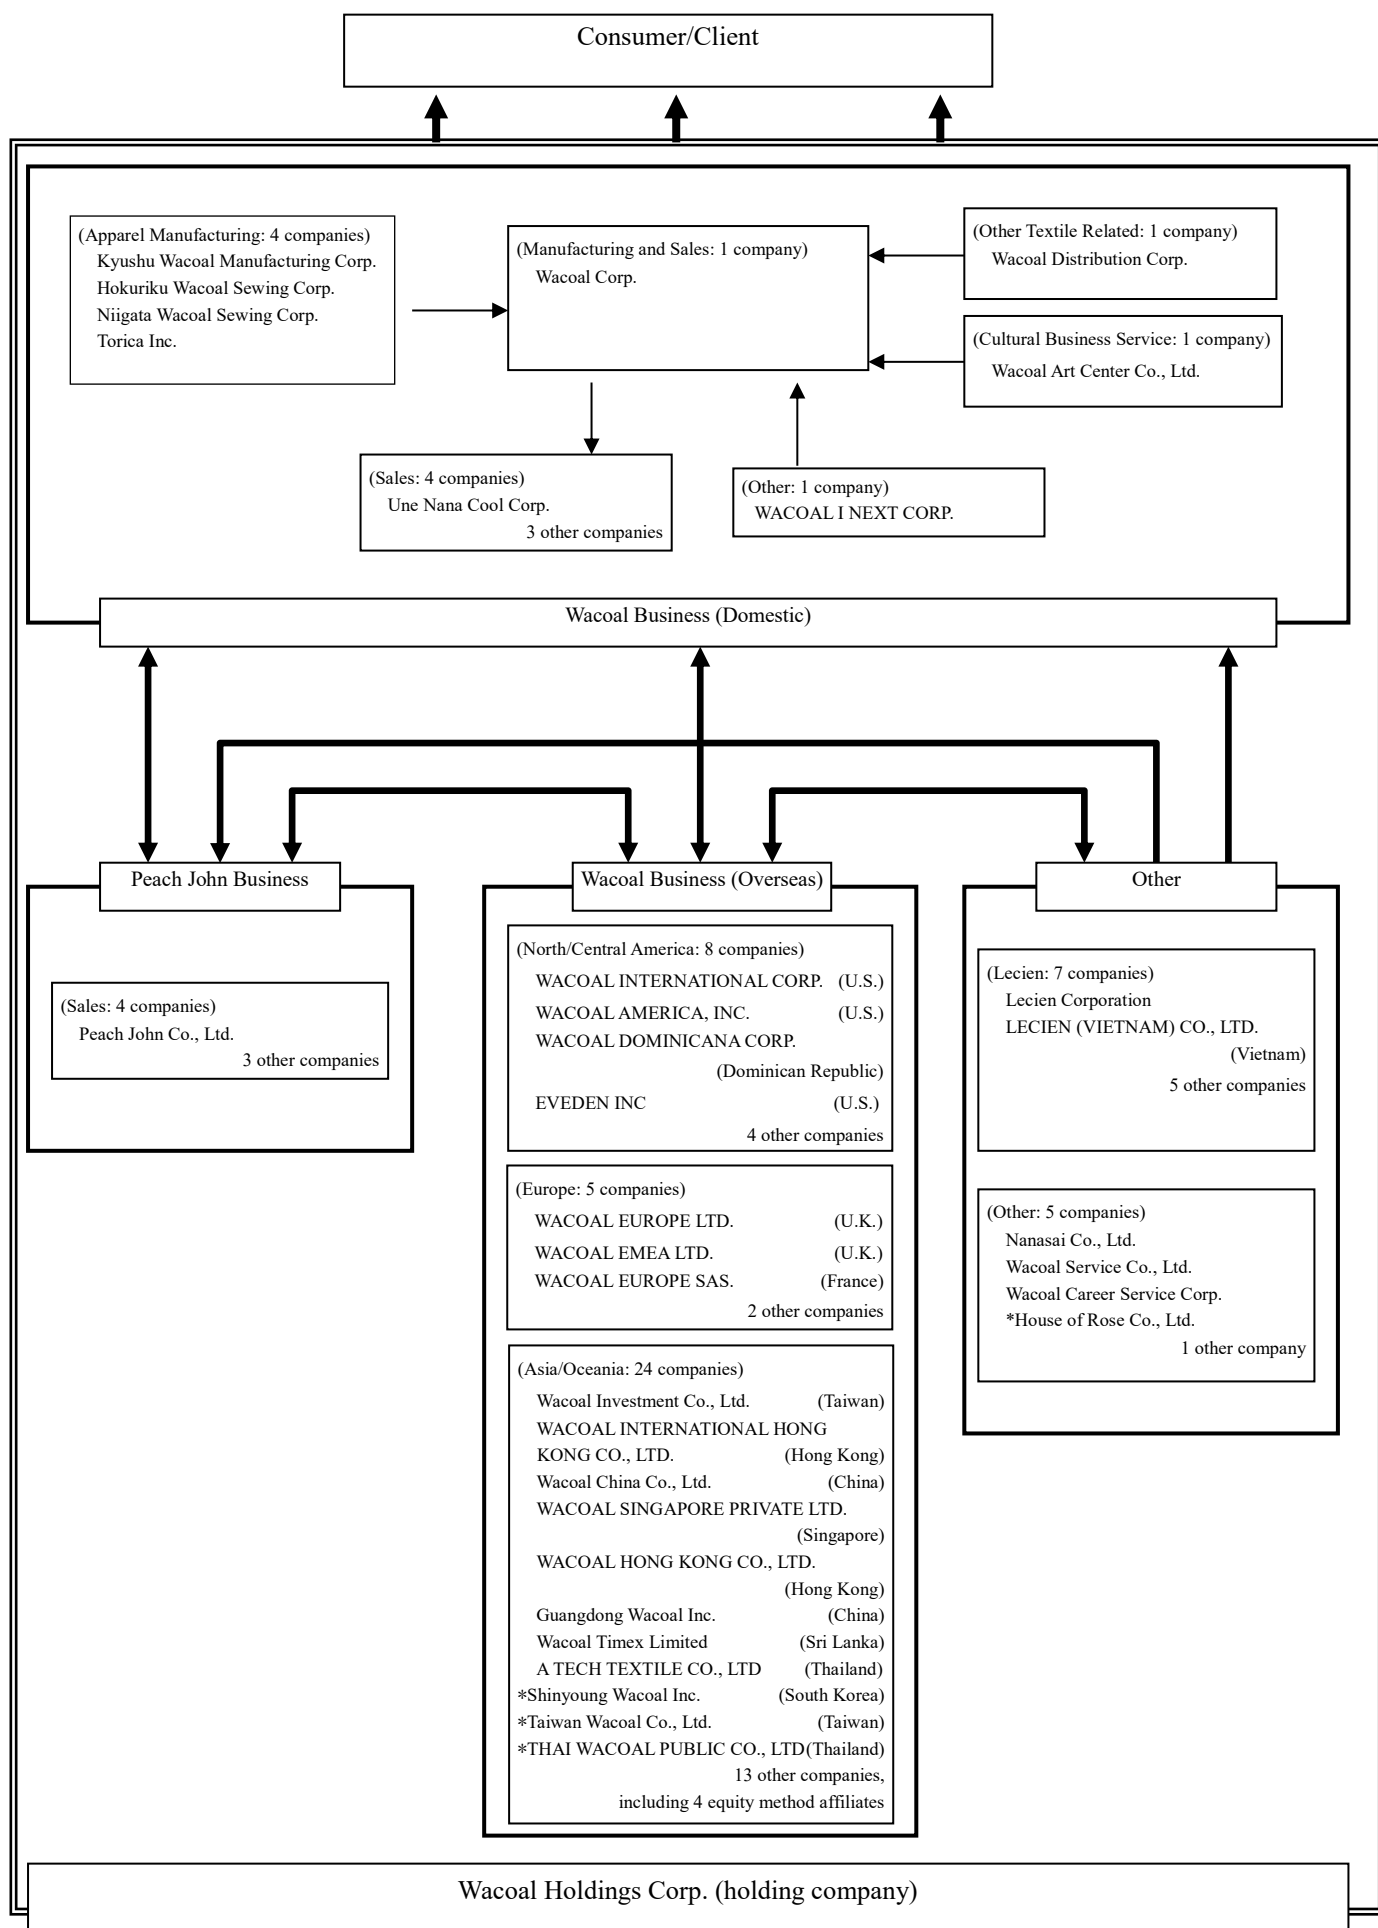 Consumer/Client
(Apparel Manufacturing: 4 companies)
Kyushu Wacoal Manufacturing Corp.
Hokuriku Wacoal Sewing Corp.
Niigata Wacoal Sewing Corp.
Torica Inc.
(Manufacturing and Sales: 1 company)
Wacoal Corp.
(Other Textile Related: 1 company)
Wacoal Distribution Corp.
(Cultural Business Service: 1 company)
Wacoal Art Center Co., Ltd.
(Sales: 4 companies)
Une Nana Cool Corp.
3 other companies
(Other: 1 company)
WACOAL I NEXT CORP.
Wacoal Business (Domestic)
Peach John Business
(Sales: 4 companies)
Peach John Co., Ltd.
3 other companies
Wacoal Business (Overseas)
(North/Central America: 8 companies)
WACOAL INTERNATIONAL CORP. (U.S.)
WACOAL AMERICA, INC. (U.S.)
WACOAL DOMINICANA CORP.
(Dominican Republic)
EVEDEN INC (U.S.)
4 other companies
(Europe: 5 companies)
WACOAL EUROPE LTD. (U.K.)
WACOAL EMEA LTD. (U.K.)
WACOAL EUROPE SAS. (France)
2 other companies
(Asia/Oceania: 24 companies)
Wacoal Investment Co., Ltd. (Taiwan)
WACOAL INTERNATIONAL HONG
KONG CO., LTD. (Hong Kong)
Wacoal China Co., Ltd. (China)
WACOAL SINGAPORE PRIVATE LTD.
(Singapore)
WACOAL HONG KONG CO., LTD.
(Hong Kong)
Guangdong Wacoal Inc. (China)
Wacoal Timex Limited (Sri Lanka)
A TECH TEXTILE CO., LTD (Thailand)
*Shinyoung Wacoal Inc. (South Korea)
*Taiwan Wacoal Co., Ltd. (Taiwan)
*THAI WACOAL PUBLIC CO., LTD(Thailand)
13 other companies,
including 4 equity method affiliates
Other
(Lecien: 7 companies)
Lecien Corporation
LECIEN (VIETNAM) CO., LTD.
(Vietnam)
5 other companies
(Other: 5 companies)
Nanasai Co., Ltd.
Wacoal Service Co., Ltd.
Wacoal Career Service Corp.
*House of Rose Co., Ltd.
1 other company
Wacoal Holdings Corp. (holding company)